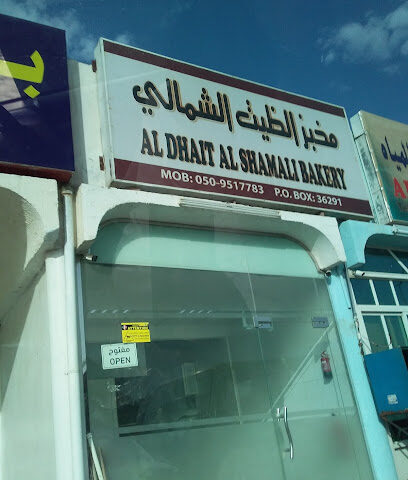 مخبز الظيت الشمالي
AL DHAIT AL SHAMALI BAKERY
MOB: 050-9517783 P.O. BOX: 36291
مفتوح
OPEN